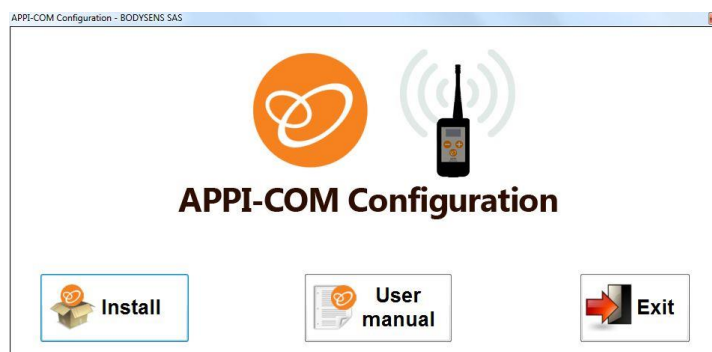 APPI-COM Configuration - BODYSENS SAS
APPI-COM Configuration
Install
User
manual
Exit